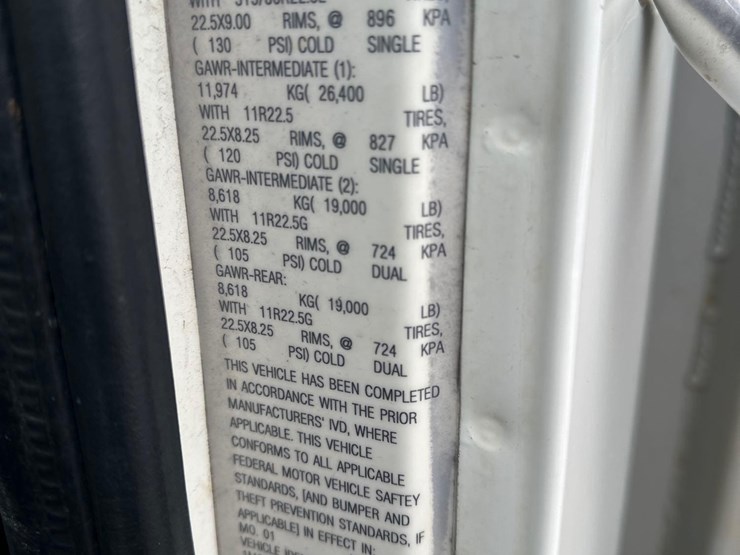 WITH 315/80R22.5
22.5X9.00 RIMS, @ 896 KPA
( 130 PSI) COLD SINGLE
GAWR-INTERMEDIATE (1):
11,974 KG( 26,400 LB)
WITH 11R22.5 TIRES,
22.5X8.25 RIMS, @ 827 KPA
( 120 PSI) COLD SINGLE
GAWR-INTERMEDIATE (2):
8,618 KG( 19,000 LB)
WITH 11R22.5G TIRES,
22.5X8.25 RIMS, @ 724 KPA
( 105 PSI) COLD DUAL
GAWR-REAR:
8,618 KG( 19,000 LB)
WITH 11R22.5G TIRES,
22.5X8.25 RIMS, @ 724 KPA
( 105 PSI) COLD DUAL
THIS VEHICLE HAS BEEN COMPLETED
IN ACCORDANCE WITH THE PRIOR
MANUFACTURERS' IVD, WHERE
APPLICABLE. THIS VEHICLE
CONFORMS TO ALL APPLICABLE
FEDERAL MOTOR VEHICLE SAFTEY
STANDARDS, [AND BUMPER AND
THEFT PREVENTION STANDARDS, IF
APPLICABLE] IN EFFECT IN:
MO. 01
VEHICLE